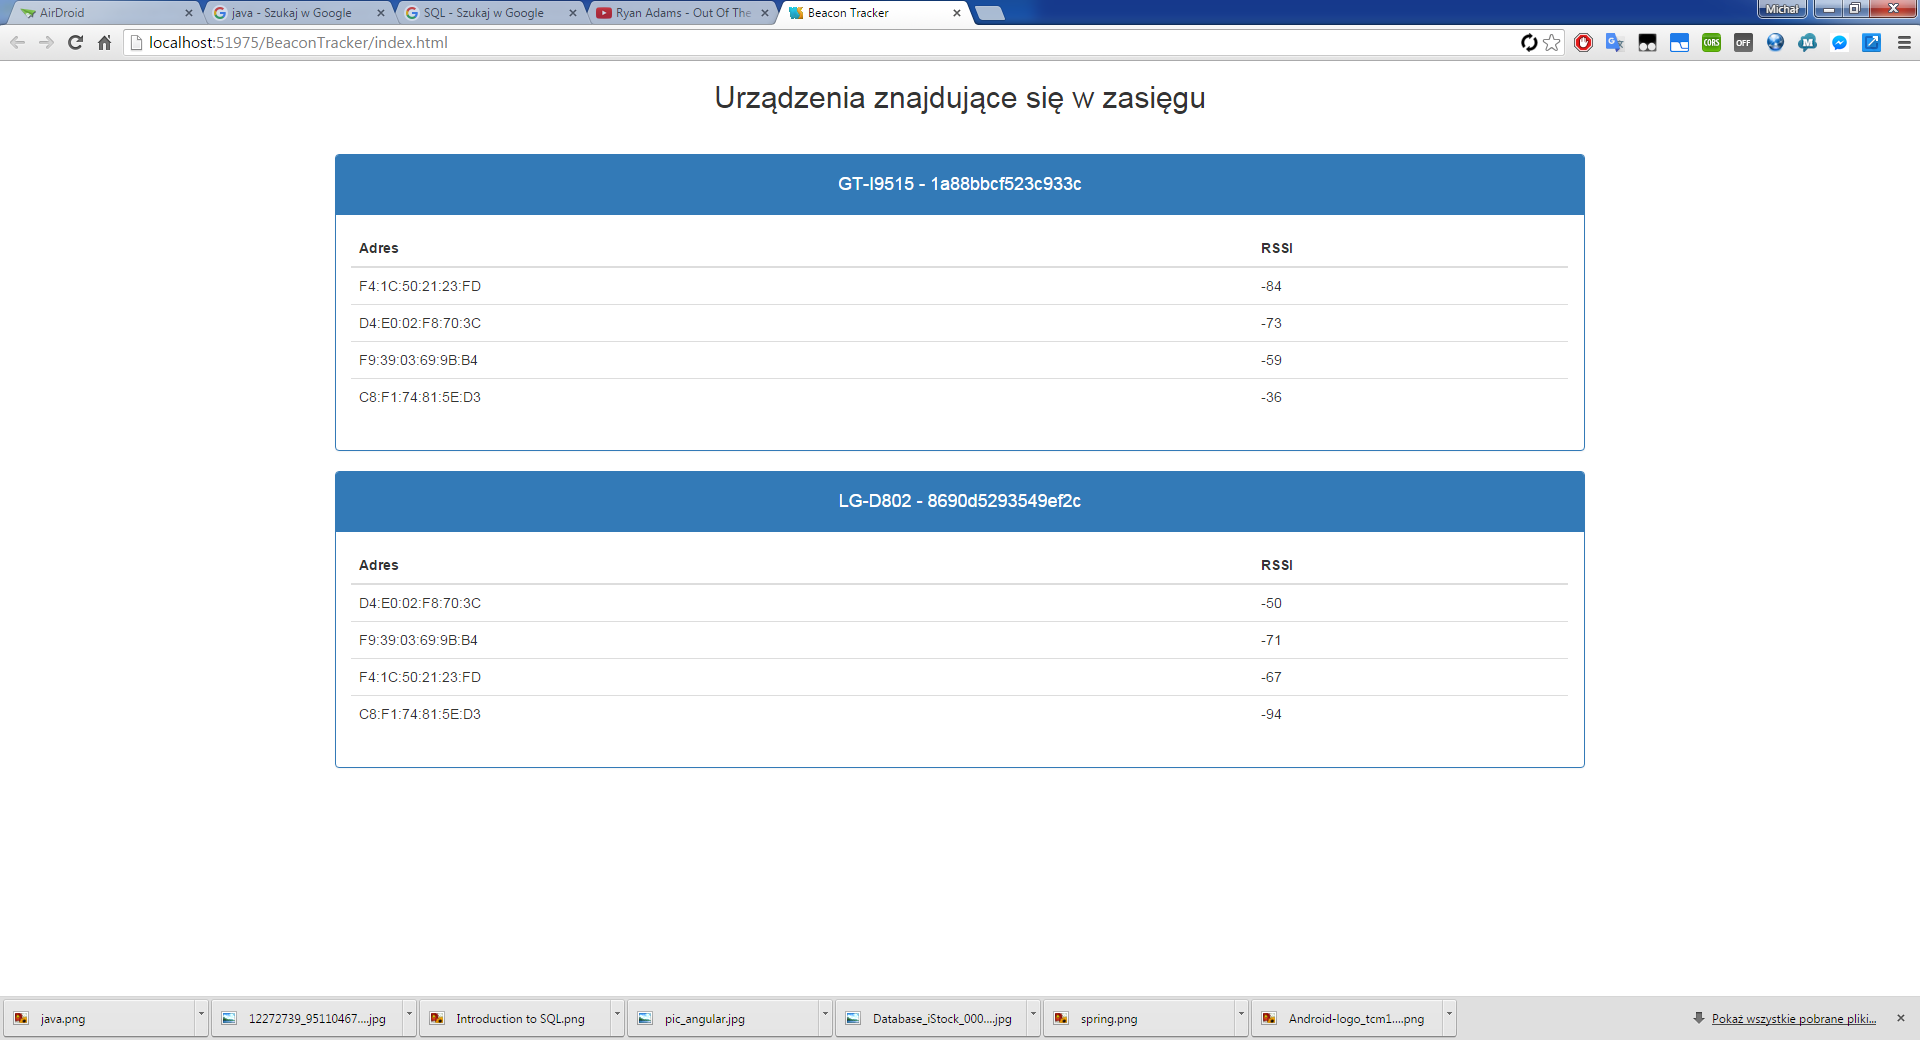 AirDroid
java - Szukaj w Google
SQL - Szukaj w Google
Ryan Adams - Out Of The
Beacon Tracker
Michał
localhost:51975/BeaconTracker/index.html
CORS
OFF
Urządzenia znajdujące się w zasięgu
GT-I9515 - 1a88bbcf523c933c
Adres RSSI
F4:1C:50:21:23:FD -84
D4:E0:02:F8:70:3C -73
F9:39:03:69:9B:B4 -59
C8:F1:74:81:5E:D3 -36
LG-D802 - 8690d5293549ef2c
Adres RSSI
D4:E0:02:F8:70:3C -50
F9:39:03:69:9B:B4 -71
F4:1C:50:21:23:FD -67
C8:F1:74:81:5E:D3 -94
java.png
12272739_95110467....jpg
Introduction to SQL.png
pic_angular.jpg
Database_iStock_000....jpg
spring.png
Android-logo_tcm1....png
Pokaż wszystkie pobrane pliki...